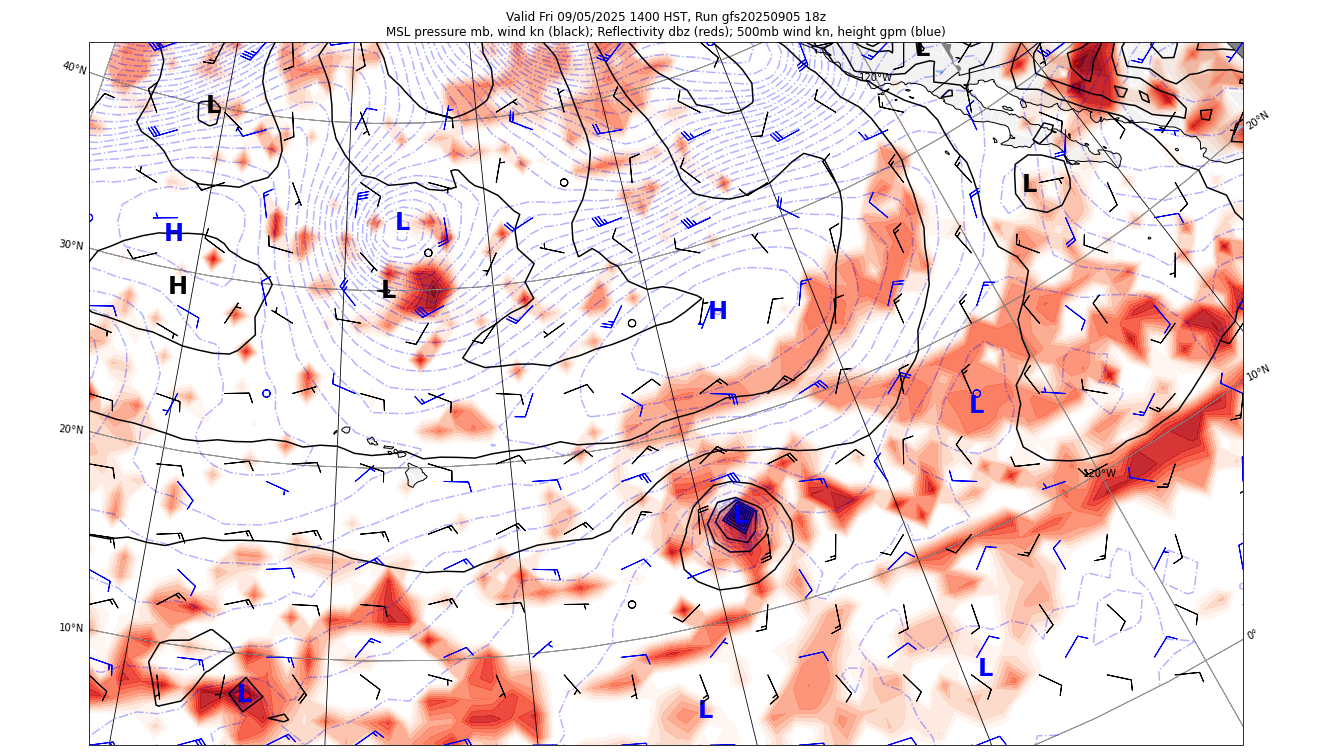 Valid Fri 09/05/2025 1400 HST, Run gfs20250905 18z
MSL pressure mb, wind kn (black); Reflectivity dbz (reds); 500mb wind kn, height gpm (blue)
L
40°N
120°W
L
20°N
L
L
H
30°N
H
L
H
10°N
L
20°N
120°W
L
10°N
0°
L
L
L